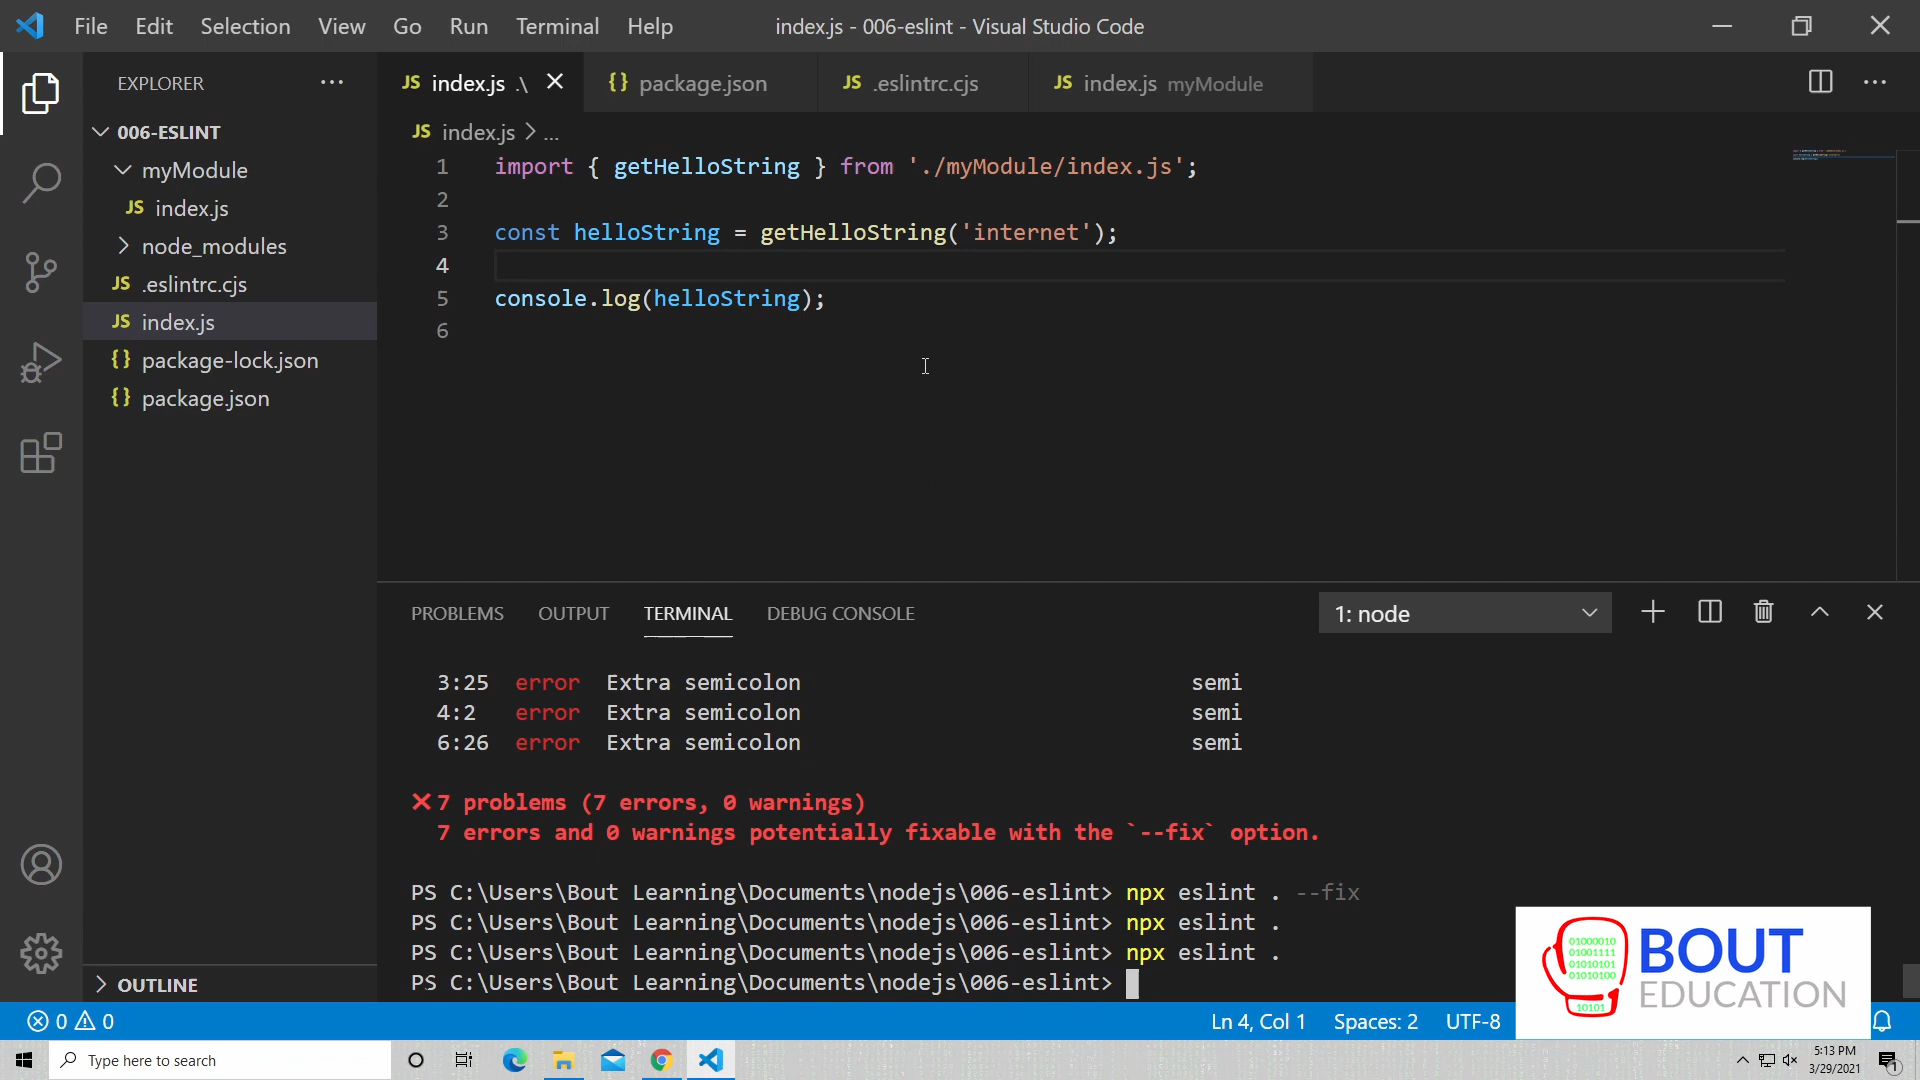 File Edit Selection View Go Run Terminal Help index.js - 006-eslint - Visual Studio Code
EXPLORER ...
006-ESLINT
myModule
JS index.js
node_modules
JS .eslintrc.cjs
JS index.js
{} package-lock.json
{} package.json
OUTLINE
JS index.js .\ {} package.json JS .eslintrc.cjs JS index.js myModule
JS index.js > ...
1 import { getHelloString } from './myModule/index.js';
2
3 const helloString = getHelloString('internet');
4
5 console.log(helloString);
6
PROBLEMS OUTPUT TERMINAL DEBUG CONSOLE 1: node
3:25 error Extra semicolon semi
4:2 error Extra semicolon semi
6:26 error Extra semicolon semi
7 problems (7 errors, 0 warnings)
7 errors and 0 warnings potentially fixable with the `--fix` option.
PS C:\Users\Bout Learning\Documents\nodejs\006-eslint> npx eslint . --fix
PS C:\Users\Bout Learning\Documents\nodejs\006-eslint> npx eslint .
PS C:\Users\Bout Learning\Documents\nodejs\006-eslint> npx eslint .
PS C:\Users\Bout Learning\Documents\nodejs\006-eslint>
01000010
01001111
01010101
01010100
10101
BOUT
EDUCATION
0 0 Ln 4, Col 1 Spaces: 2 UTF-8
Type here to search
5:13 PM
3/29/2021
1